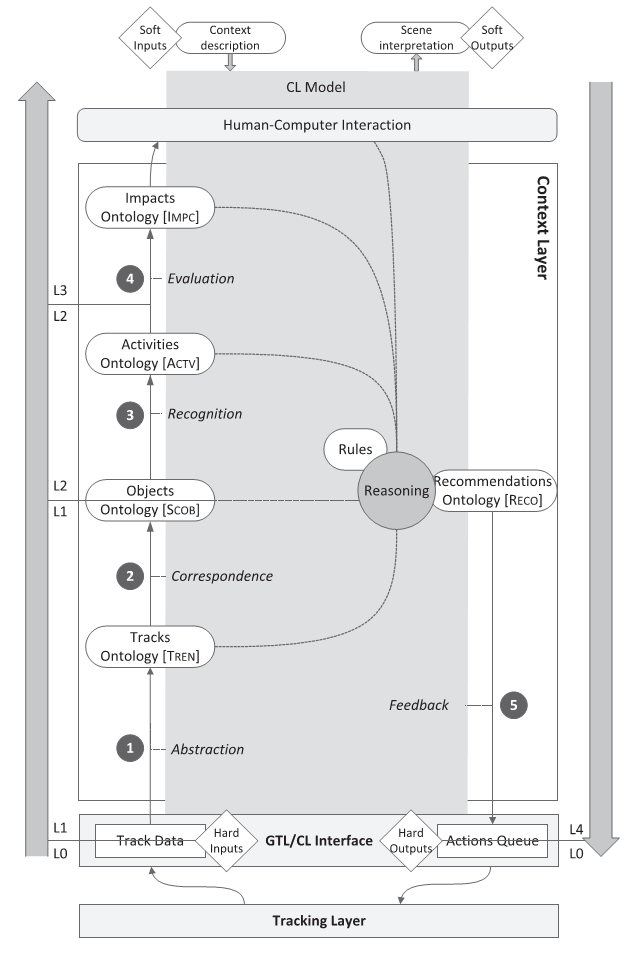 Soft
Inputs
Context
description
Scene
interpretation
Soft
Outputs
CL Model
Human-Computer Interaction
Context Layer
Impacts
Ontology [IMPC]
4
Evaluation
L3
L2
Activities
Ontology [ACTV]
3
Recognition
Rules
Reasoning
Recommendations
Ontology [RECO]
L2
L1
Objects
Ontology [SCOB]
2
Correspondence
Tracks
Ontology [TREN]
Feedback
5
1
Abstraction
L1
L0
Track Data
Hard
Inputs
GTL/CL Interface
Hard
Outputs
Actions Queue
L4
L0
Tracking Layer